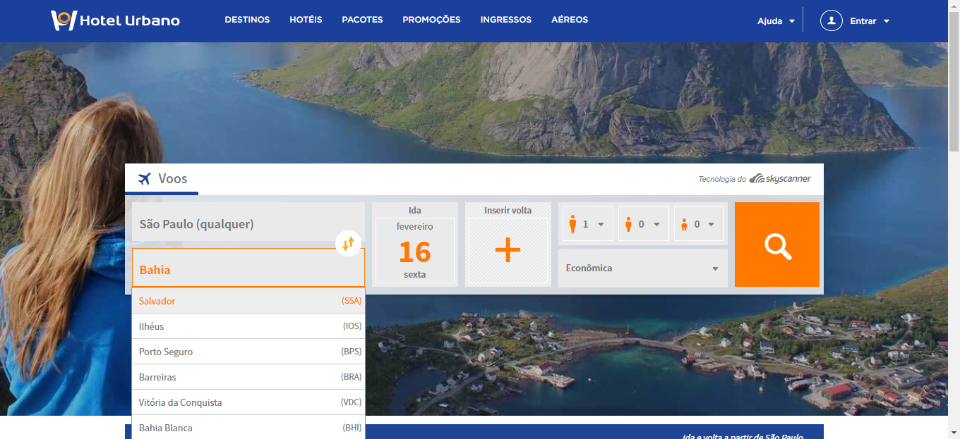 Hotel Urbano
DESTINOS HOTÉIS PACOTES PROMOÇÕES INGRESSOS AÉREOS
Ajuda
Entrar
Voos
Tecnologia do skyscanner
São Paulo (qualquer)
Bahia
Salvador (SSA)
Ilhéus (IOS)
Porto Seguro (BPS)
Barreiras (BRA)
Vitória da Conquista (VDC)
Bahia Blanca (BHI)
Ida
fevereiro
16
sexta
Inserir volta
+
1 0 0
Econômica
Ida e volta a partir de São Paulo